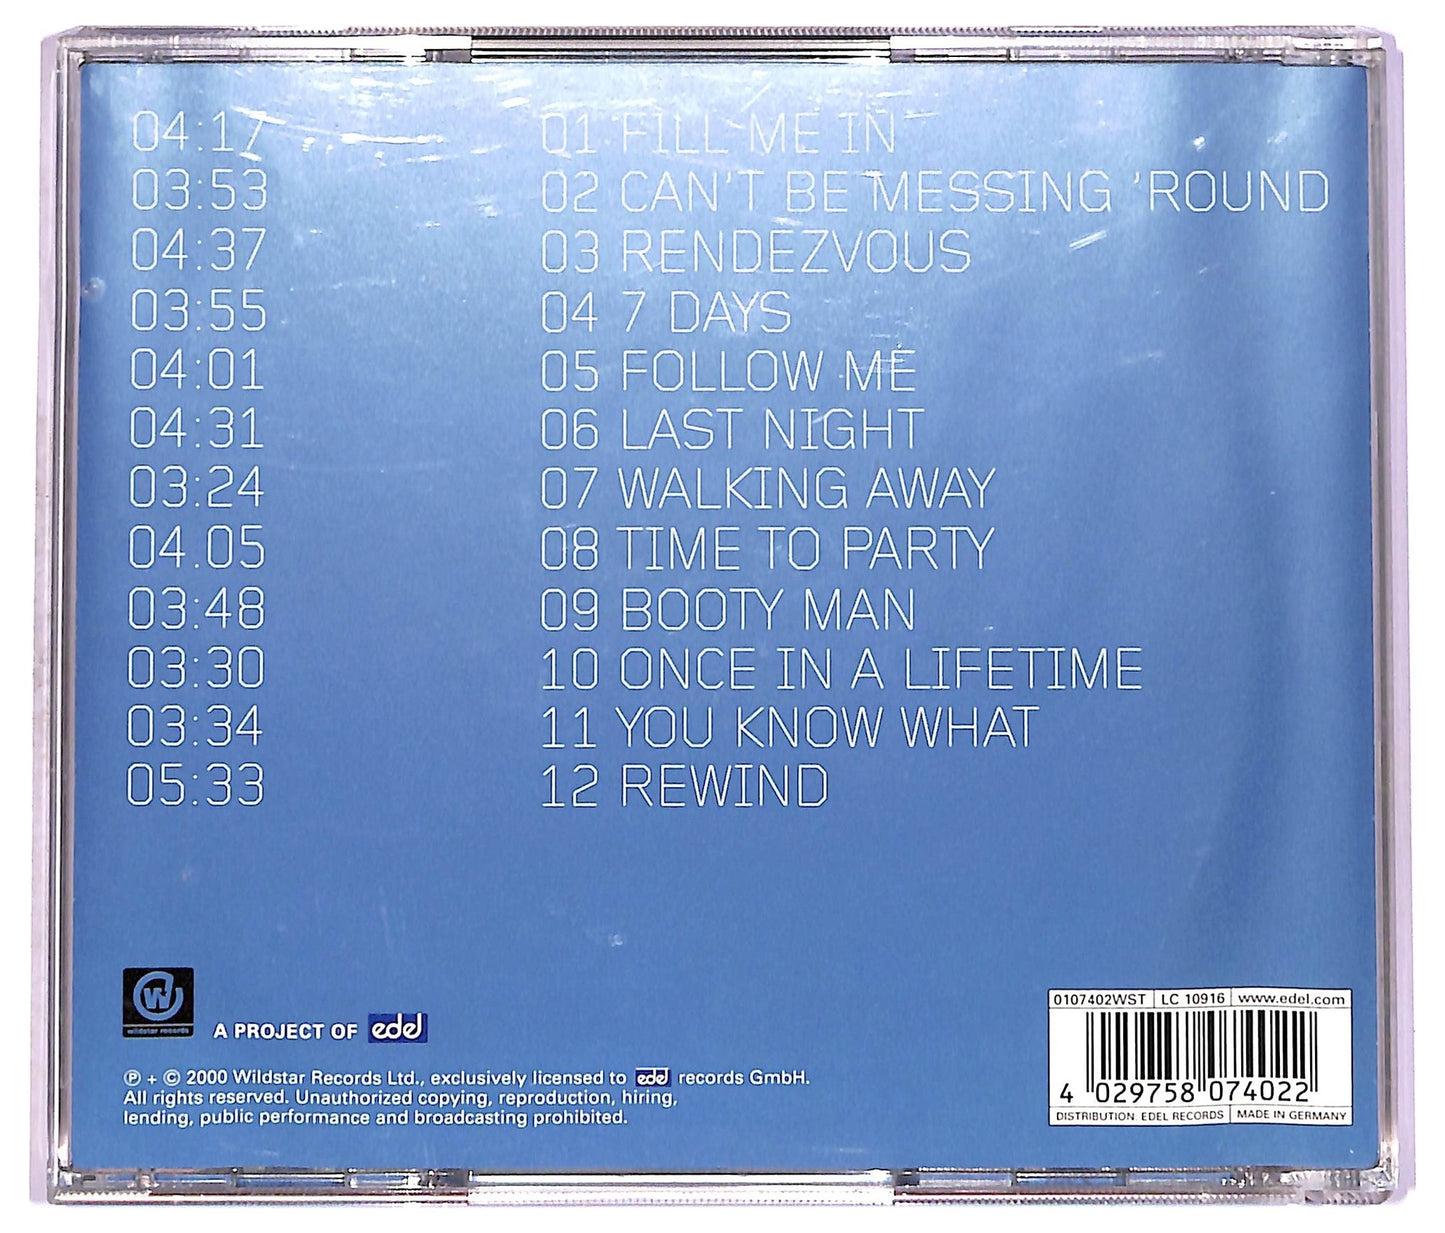 04:17 01 FILL ME IN
03:53 02 CAN'T BE MESSING 'ROUND
04:37 03 RENDEZVOUS
03:55 04 7 DAYS
04:01 05 FOLLOW ME
04:31 06 LAST NIGHT
03:24 07 WALKING AWAY
04.05 08 TIME TO PARTY
03:48 09 BOOTY MAN
03:30 10 ONCE IN A LIFETIME
03:34 11 YOU KNOW WHAT
05:33 12 REWIND
W
wildstar records
A PROJECT OF edel
℗ + © 2000 Wildstar Records Ltd., exclusively licensed to edel records GmbH.
All rights reserved. Unauthorized copying, reproduction, hiring,
lending, public performance and broadcasting prohibited.
0107402WST LC 10916 www.edel.com
4 029758 074022
DISTRIBUTION: EDEL RECORDS MADE IN GERMANY